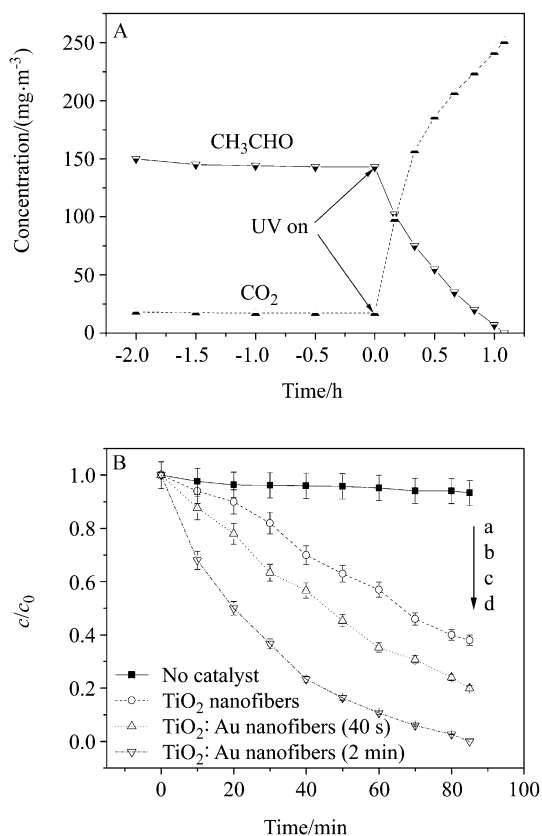 A
250
200
150
100
50
0
Concentration/(mg·m⁻³)
CH₃CHO
UV on
CO₂
-2.0 -1.5 -1.0 -0.5 0.0 0.5 1.0
Time/h
B
1.0
0.8
0.6
0.4
0.2
0.0
c/c₀
a
b
c
d
No catalyst
TiO₂ nanofibers
TiO₂:Au nanofibers (40 s)
TiO₂:Au nanofibers (2 min)
0 20 40 60 80 100
Time/min